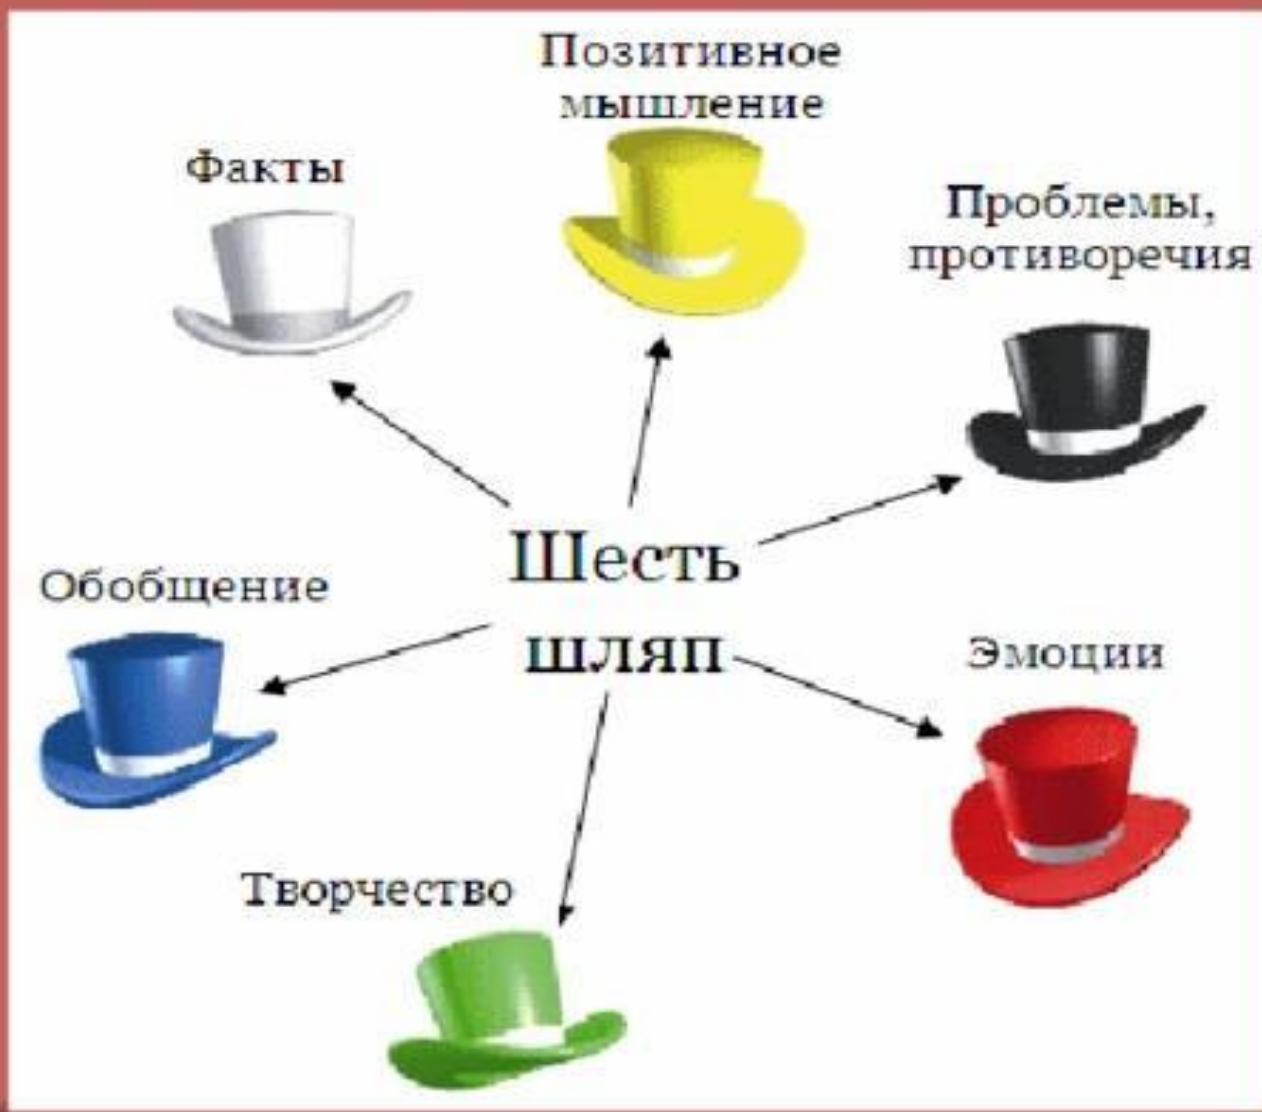 Позитивное
мышление
Факты
Проблемы,
противоречия
Шесть
шляп
Обобщение
Эмоции
Творчество